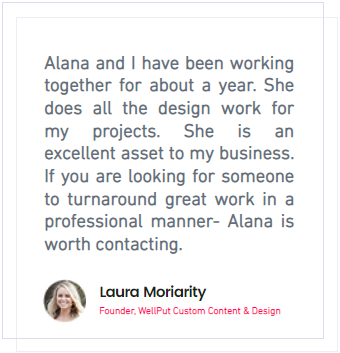 Alana and I have been working
together for about a year. She
does all the design work for
my projects. She is an
excellent asset to my business.
If you are looking for someone
to turnaround great work in a
professional manner- Alana is
worth contacting.
Laura Moriarity
Founder, WellPut Custom Content & Design